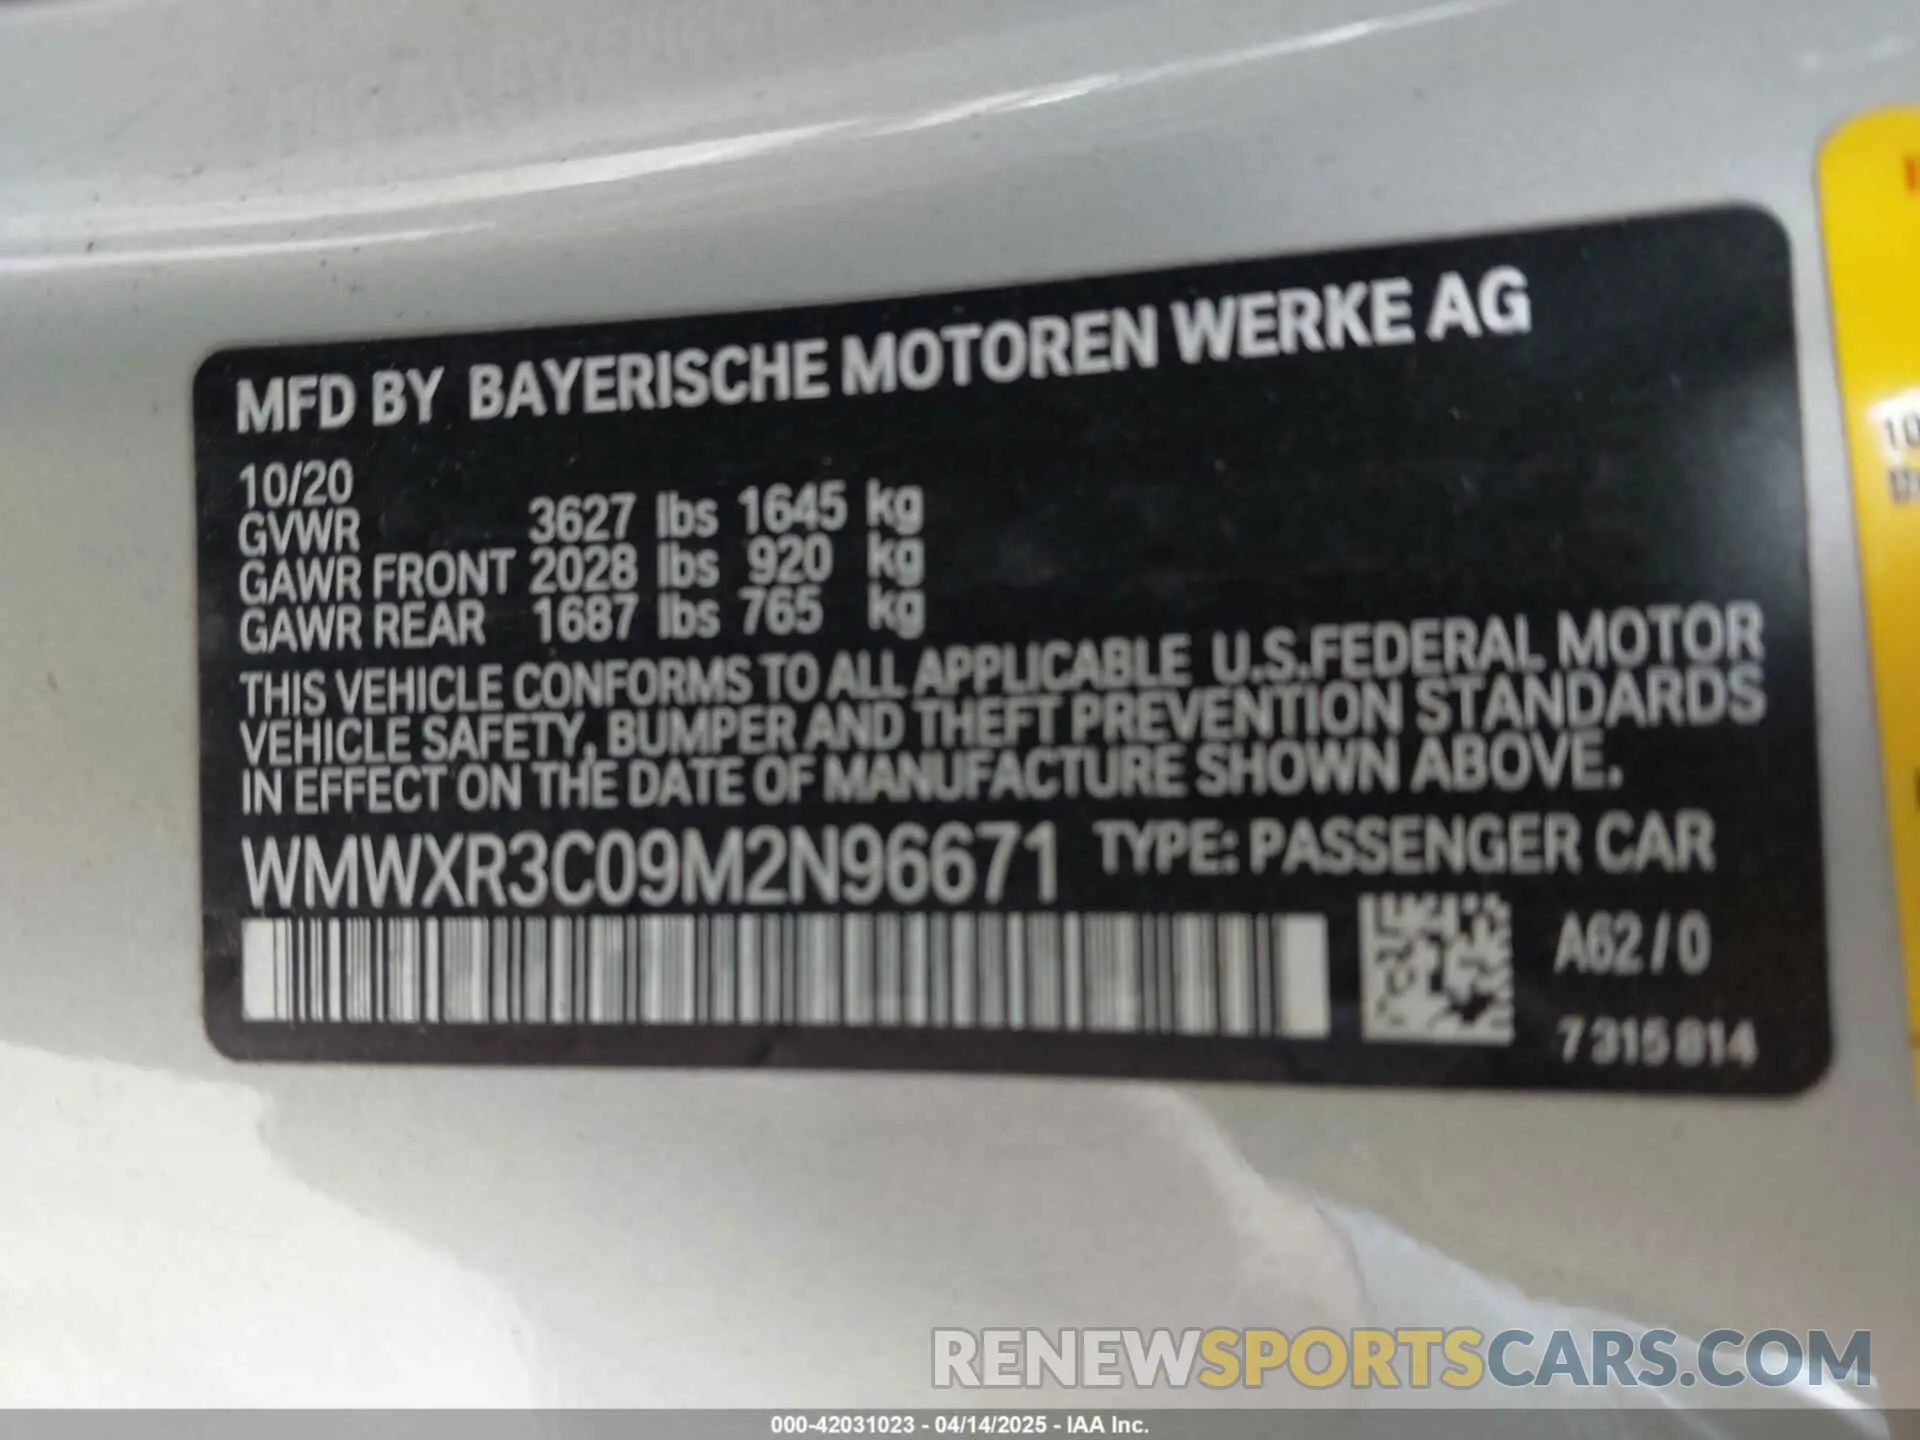 MFD BY BAYERISCHE MOTOREN WERKE AG
10/20
GVWR 3627 lbs 1645 kg
GAWR FRONT 2028 lbs 920 kg
GAWR REAR 1687 lbs 765 kg
THIS VEHICLE CONFORMS TO ALL APPLICABLE U.S.FEDERAL MOTOR
VEHICLE SAFETY, BUMPER AND THEFT PREVENTION STANDARDS
IN EFFECT ON THE DATE OF MANUFACTURE SHOWN ABOVE.
WMWXR3C09M2N96671 TYPE: PASSENGER CAR
A62/0
7315814
10
RENEWSPORTSCARS.COM
000-42031023 - 04/14/2025 - IAA Inc.